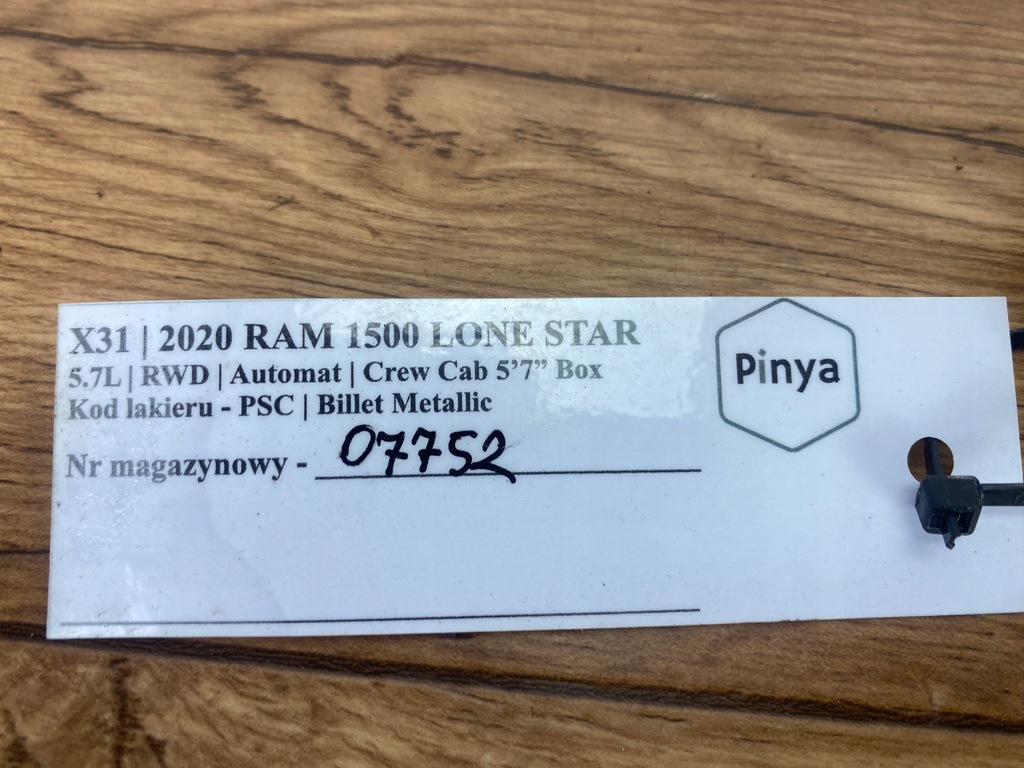 X31 | 2020 RAM 1500 LONE STAR
5.7L | RWD | Automat | Crew Cab 5’7” Box
Kod lakieru - PSC | Billet Metallic
Nr magazynowy - 07752
Pinya